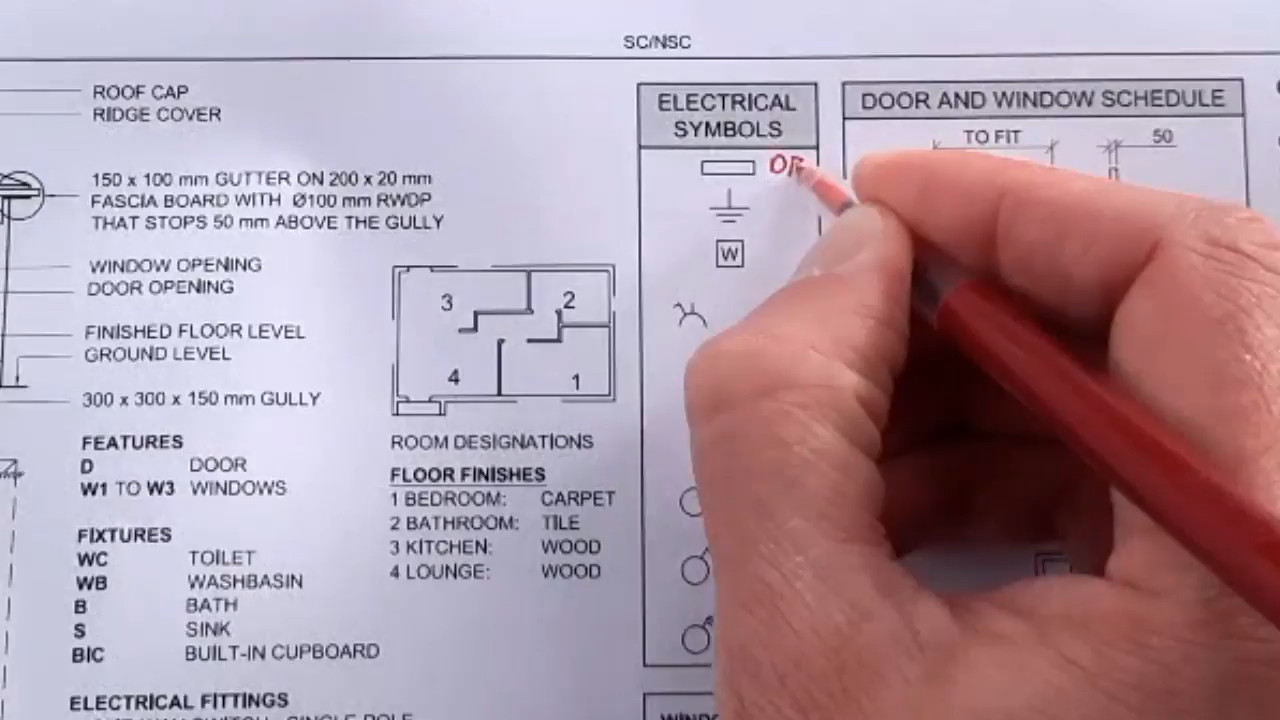 SC/NSC
ROOF CAP
RIDGE COVER
150 x 100 mm GUTTER ON 200 x 20 mm
FASCIA BOARD WITH Ø100 mm RWDP
THAT STOPS 50 mm ABOVE THE GULLY
WINDOW OPENING
DOOR OPENING
FINISHED FLOOR LEVEL
GROUND LEVEL
300 x 300 x 150 mm GULLY
FEATURES
D DOOR
W1 TO W3 WINDOWS
FIXTURES
WC TOILET
WB WASHBASIN
B BATH
S SINK
BIC BUILT-IN CUPBOARD
ELECTRICAL FITTINGS
3 2
4 1
ROOM DESIGNATIONS
FLOOR FINISHES
1 BEDROOM: CARPET
2 BATHROOM: TILE
3 KITCHEN: WOOD
4 LOUNGE: WOOD
ELECTRICAL
SYMBOLS
W
DOOR AND WINDOW SCHEDULE
TO FIT 50